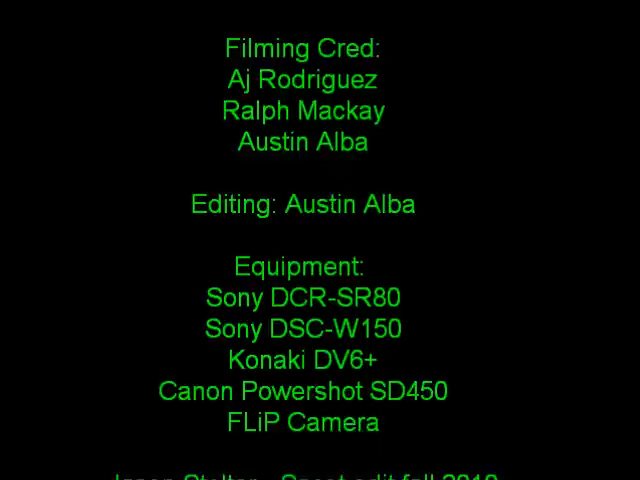 Filming Cred:
Aj Rodriguez
Ralph Mackay
Austin Alba
Editing: Austin Alba
Equipment:
Sony DCR-SR80
Sony DSC-W150
Konaki DV6+
Canon Powershot SD450
FLiP Camera